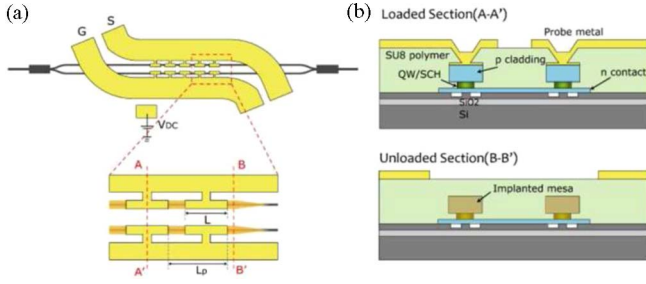 (a)
G
S
VDC
A
B
L
Lp
A'
B'
(b)
Loaded Section(A-A')
Probe metal
SU8 polymer
p cladding
QW/SCH
n contact
SiO2
Si
Unloaded Section(B-B')
Implanted mesa